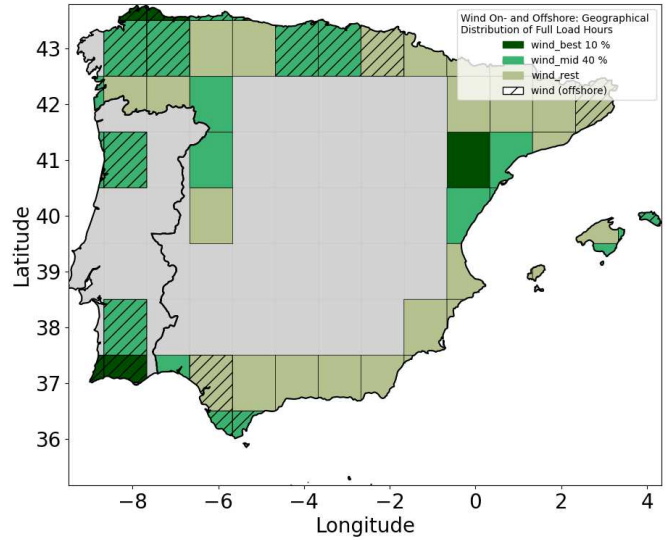 Wind On- and Offshore: Geographical
Distribution of Full Load Hours
wind_best 10 %
wind_mid 40 %
wind_rest
wind (offshore)
43
42
41
40
39
38
37
36
Latitude
−8
−6
−4
−2
0
2
4
Longitude